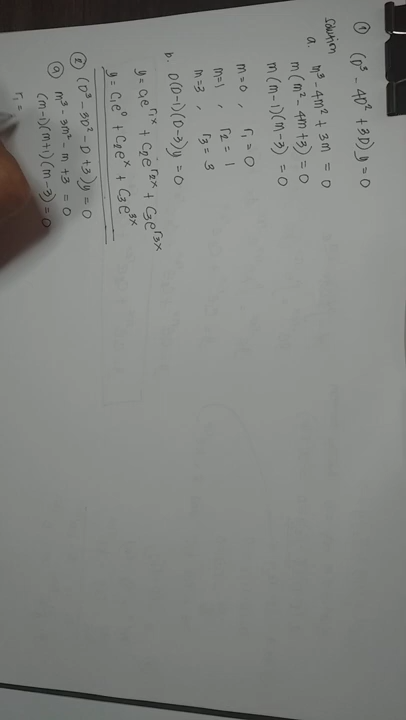 ① (D³ - 4D² + 3D) y = 0
Solution
a. m³ - 4m² + 3m = 0
m (m² - 4m + 3) = 0
m (m-1)(m-3) = 0
m=0 , r₁ = 0
m=1 , r₂ = 1
m=3 , r₃ = 3
b. D(D-1)(D-3)y = 0
y = C₁e^r₁x + C₂e^r₂x + C₃e^r₃x
y = C₁e⁰ + C₂eˣ + C₃e^3x
② (D³ - 3D² - D + 3)y = 0
ⓐ m³ - 3m² - m + 3 = 0
(m-1)(m+1)(m-3) = 0
r₁ =